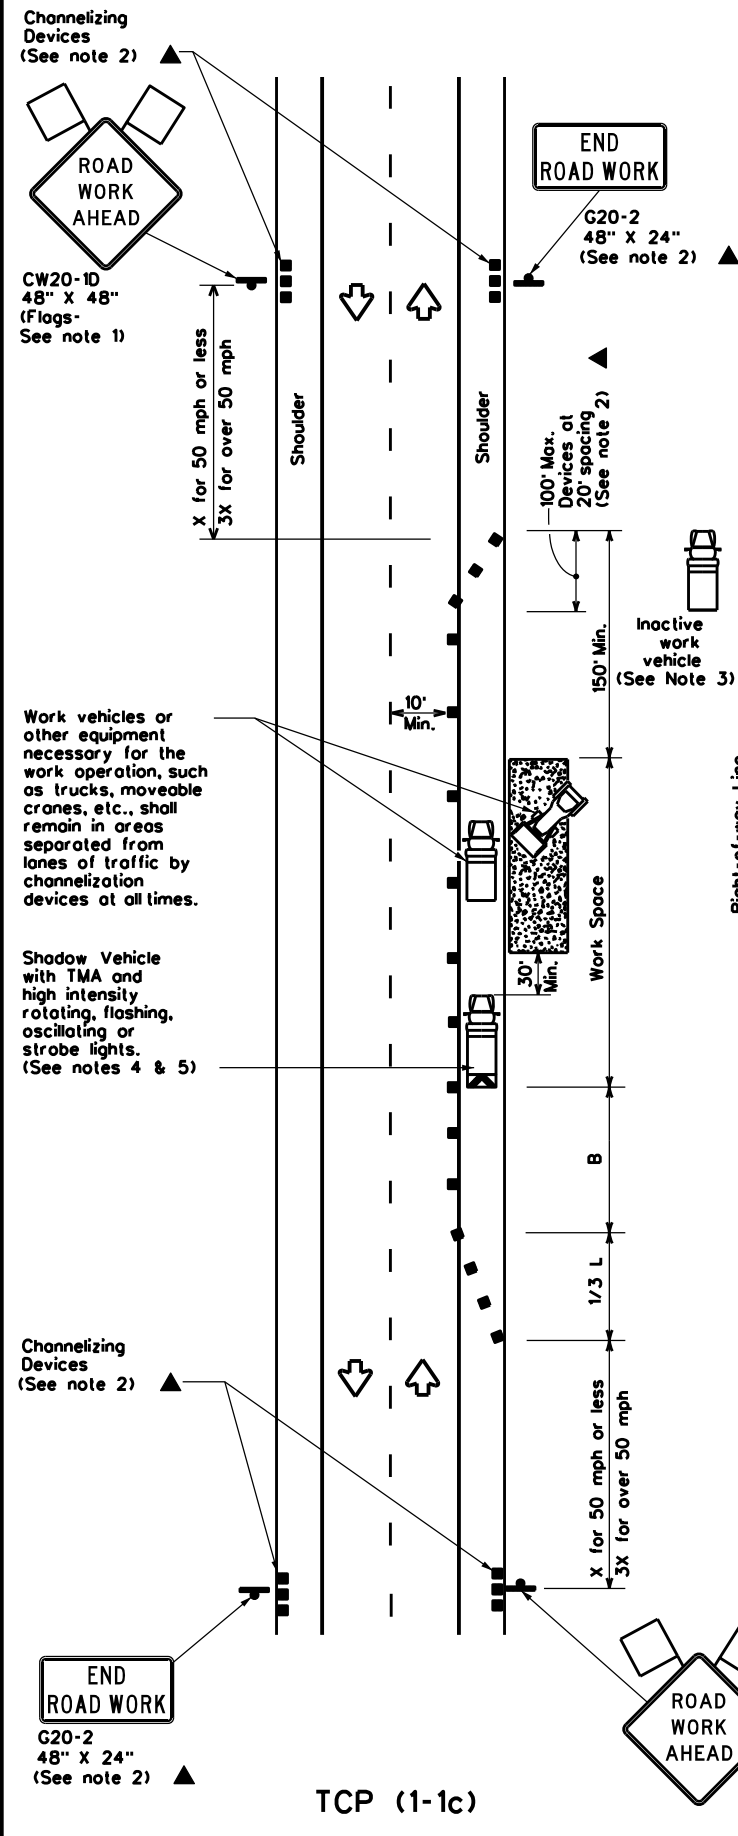 Channelizing
Devices
(See note 2)
ROAD
WORK
AHEAD
CW20-1D
48" X 48"
(Flags-
See note 1)
END
ROAD WORK
G20-2
48" X 24"
(See note 2)
X for 50 mph or less
3X for over 50 mph
Shoulder
Shoulder
100' Max.
Devices at
20' spacing
(See note 2)
150' Min.
Inactive
work
vehicle
(See Note 3)
10'
Min.
Work vehicles or
other equipment
necessary for the
work operation, such
as trucks, moveable
cranes, etc., shall
remain in areas
separated from
lanes of traffic by
channelization
devices at all times.
Work Space
30'
Min.
Shadow Vehicle
with TMA and
high intensity
rotating, flashing,
oscillating or
strobe lights.
(See notes 4 & 5)
B
1/3 L
Channelizing
Devices
(See note 2)
X for 50 mph or less
3X for over 50 mph
END
ROAD WORK
G20-2
48" X 24"
(See note 2)
ROAD
WORK
AHEAD
TCP (1-1c)